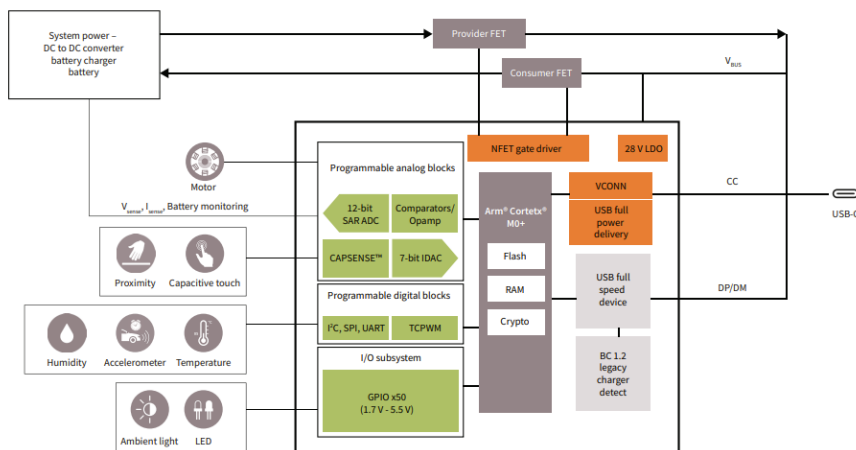 System power –
DC to DC converter
battery charger
battery
Provider FET
Consumer FET
V_BUS
NFET gate driver
28 V LDO
Motor
Programmable analog blocks
V_sense, I_sense, Battery monitoring
12-bit
SAR ADC
Comparators/
Opamp
CAPSENSE™
7-bit IDAC
Arm® Cortetx®
M0+
Flash
RAM
Crypto
VCONN
USB full
power
delivery
CC
USB-C
Proximity
Capacitive touch
Programmable digital blocks
I²C, SPI, UART
TCPWM
USB full
speed
device
DP/DM
Humidity
Accelerometer
Temperature
I/O subsystem
GPIO x50
(1.7 V - 5.5 V)
BC 1.2
legacy
charger
detect
Ambient light
LED